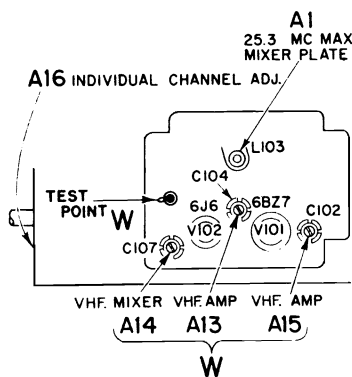 A1
25.3 MC MAX
MIXER PLATE
A16 INDIVIDUAL CHANNEL ADJ.
L103
C104
TEST
POINT W
6J6
6BZ7
V102
V101
C102
C107
VHF. MIXER VHF. AMP VHF. AMP
A14 A13 A15
W